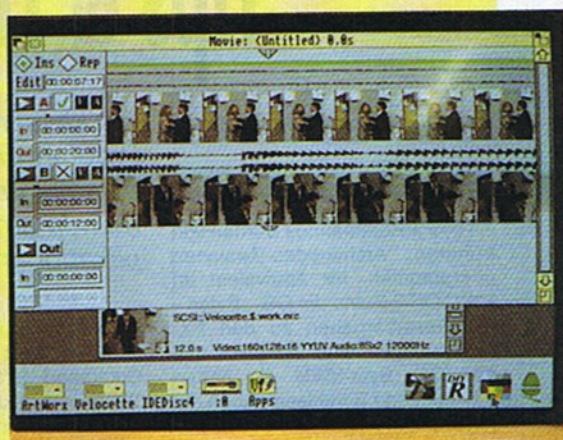 Movie: (Untitled) 0.0s
Ins Rep
Edit 00:00:07:17
A
In 00:00:00:00
Out 00:00:20:00
B
In 00:00:00:00
Out 00:00:12:00
Out
In 00:00:00:00
SCSI::Velocette.$.work.exc
12.0 s Video:160x128x16 YYUV Audio:8Sx2 12000Hz
ArtWorx Velocette IDEDisc4 :0 Apps